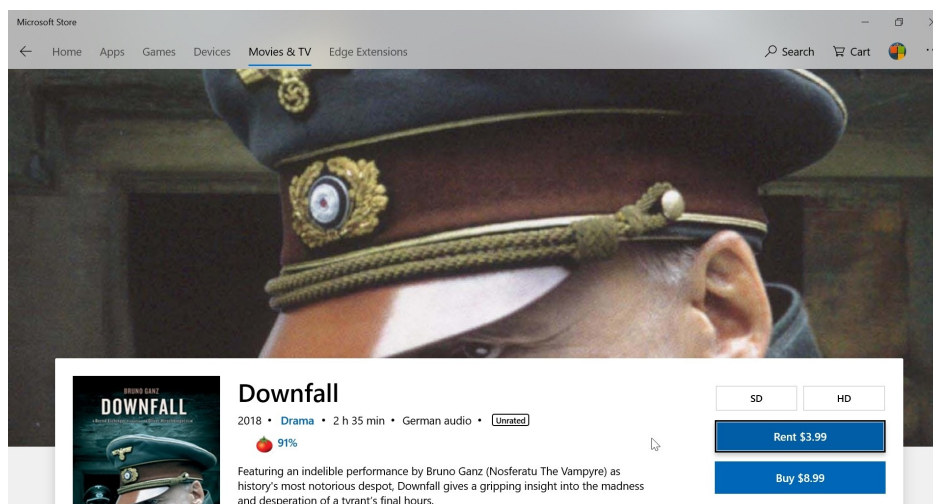 Microsoft Store
Home Apps Games Devices Movies & TV Edge Extensions Search Cart
BRUNO GANZ
DOWNFALL
Downfall
2018 • Drama • 2 h 35 min • German audio • Unrated
91%
Featuring an indelible performance by Bruno Ganz (Nosferatu The Vampyre) as
history's most notorious despot, Downfall gives a gripping insight into the madness
and desperation of a tyrant's final hours.
SD HD
Rent $3.99
Buy $8.99